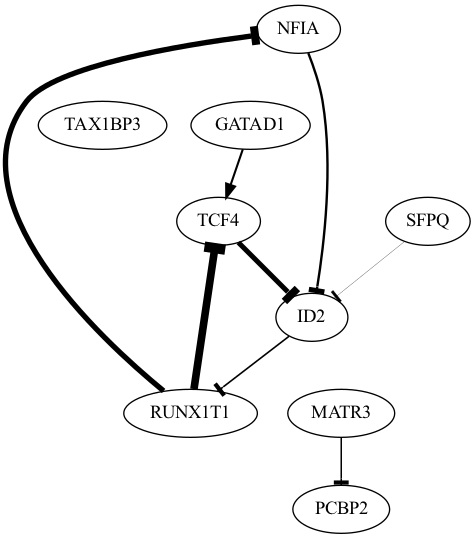 NFIA
TAX1BP3
GATAD1
TCF4
SFPQ
ID2
RUNX1T1
MATR3
PCBP2